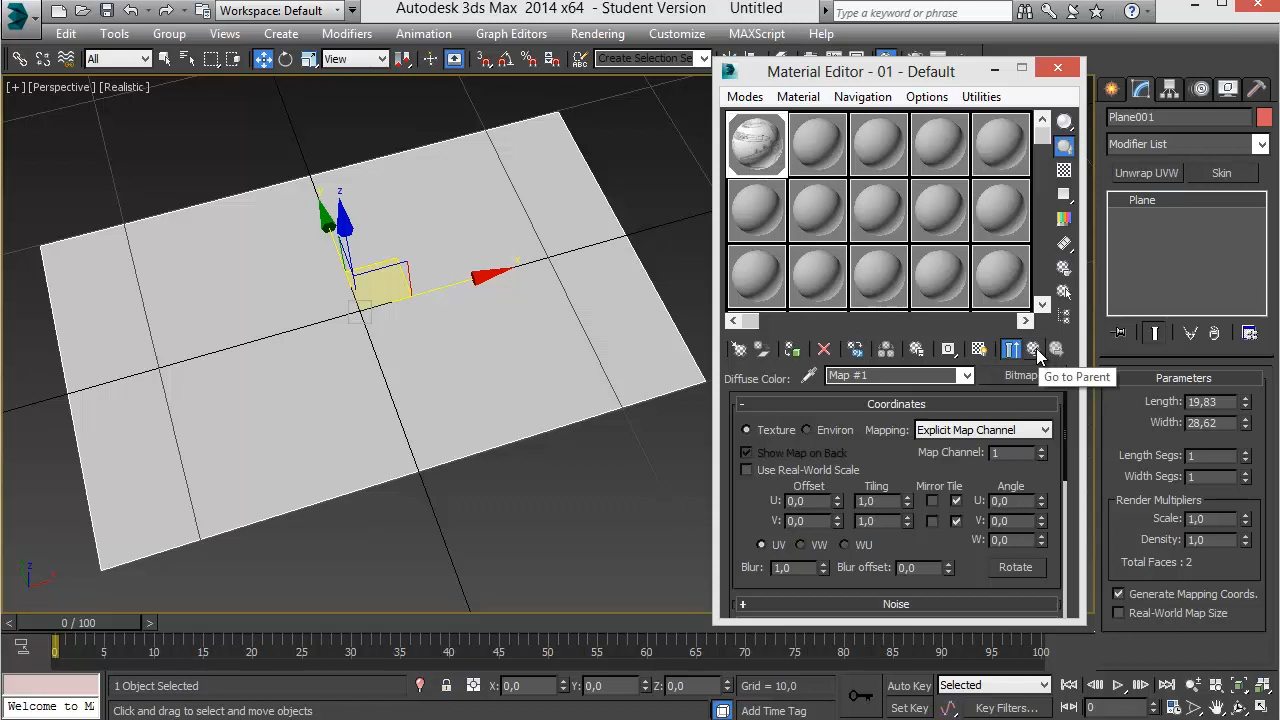 Workspace: Default
Autodesk 3ds Max 2014 x64 - Student Version Untitled
Type a keyword or phrase
Edit Tools Group Views Create Modifiers Animation Graph Editors Rendering Customize MAXScript Help
All
View
Create Selection Se
[+] [Perspective] [Realistic]
z
x
Material Editor - 01 - Default
Modes Material Navigation Options Utilities
Diffuse Color: Map #1 Bitmap
Go to Parent
- Coordinates
Texture Environ Mapping: Explicit Map Channel
Show Map on Back Map Channel: 1
Use Real-World Scale
Offset Tiling Mirror Tile Angle
U: 0,0 1,0 U: 0,0
V: 0,0 1,0 V: 0,0
W: 0,0
UV VW WU
Blur: 1,0 Blur offset: 0,0 Rotate
+ Noise
Plane001
Modifier List
Unwrap UVW Skin
Plane
- Parameters
Length: 19,83
Width: 28,62
Length Segs: 1
Width Segs: 1
Render Multipliers
Scale: 1,0
Density: 1,0
Total Faces : 2
Generate Mapping Coords.
Real-World Map Size
< 0 / 100 >
0 5 10 15 20 25 30 35 40 45 50 55 60 65 70 75 80 85 90 95 100
1 Object Selected X: 0,0 Y: 0,0 Z: 0,0 Grid = 10,0 Auto Key Selected
Welcome to MA Click and drag to select and move objects Add Time Tag Set Key Key Filters... 0